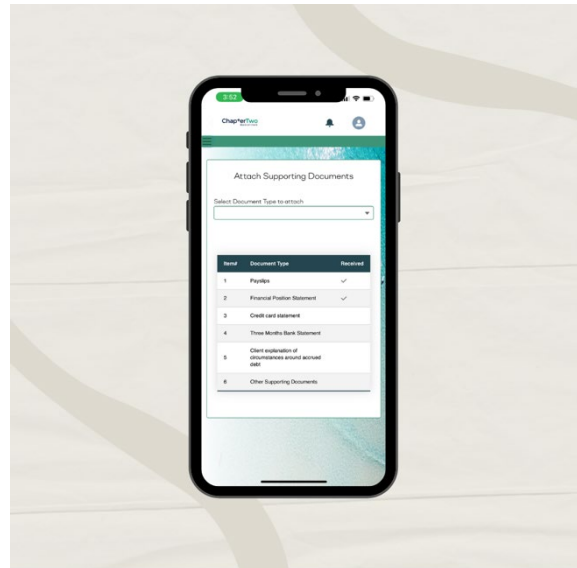 3:52
ChapterTwo
Attach Supporting Documents
Select Document Type to attach
Item# Document Type Received
1 Payslips ✓
2 Financial Position Statement ✓
3 Credit card statement
4 Three Months Bank Statement
5 Client explanation of
circumstances around accrued
debt
6 Other Supporting Documents